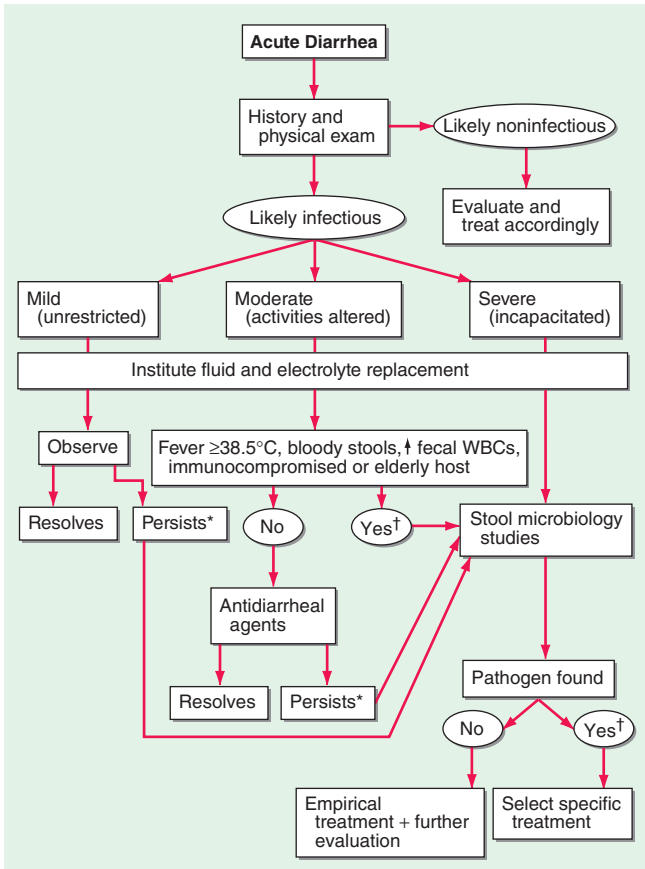 Acute Diarrhea
History and
physical exam
Likely noninfectious
Likely infectious
Evaluate and
treat accordingly
Mild
(unrestricted)
Moderate
(activities altered)
Severe
(incapacitated)
Institute fluid and electrolyte replacement
Observe
Fever ≥38.5°C, bloody stools, ↑ fecal WBCs,
immunocompromised or elderly host
Resolves
Persists*
No
Yes†
Stool microbiology
studies
Antidiarrheal
agents
Resolves
Persists*
Pathogen found
No
Yes†
Empirical
treatment + further
evaluation
Select specific
treatment